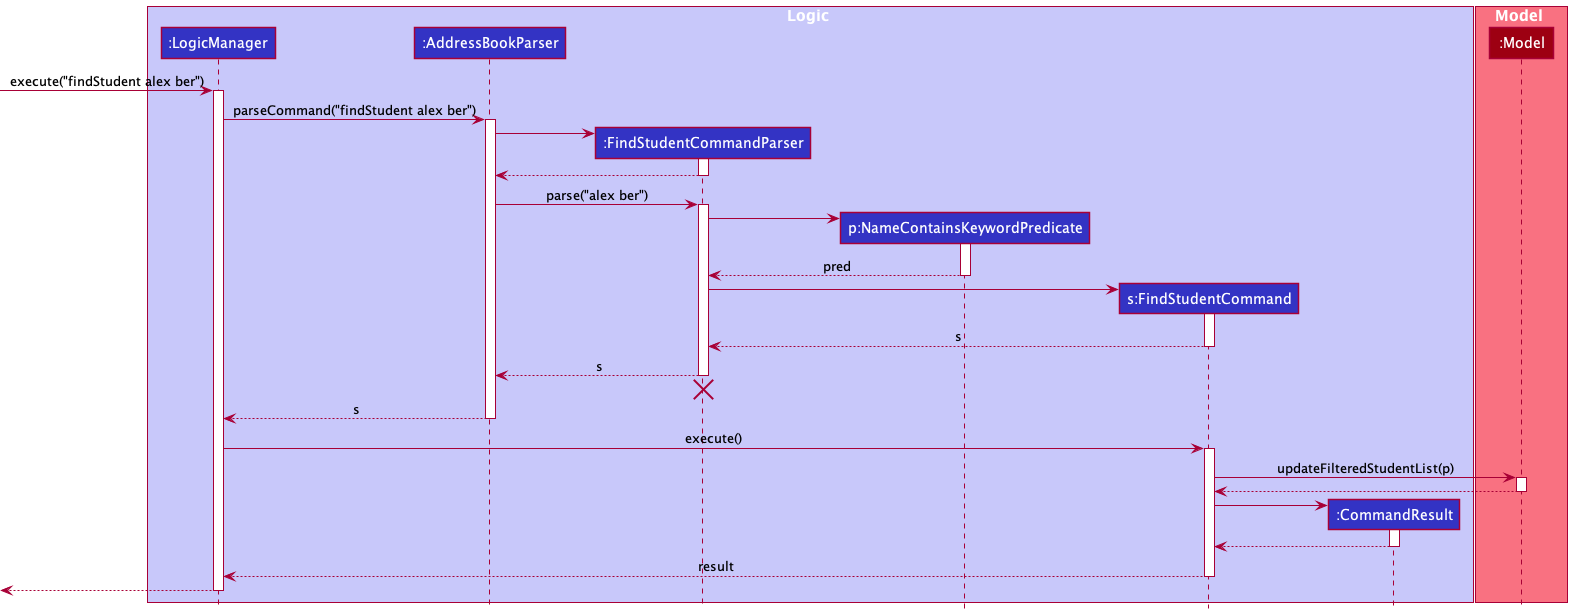 Logic
Model
:LogicManager
:AddressBookParser
:Model
execute("findStudent alex ber")
parseCommand("findStudent alex ber")
:FindStudentCommandParser
parse("alex ber")
p:NameContainsKeywordPredicate
pred
s:FindStudentCommand
s
s
s
execute()
updateFilteredStudentList(p)
:CommandResult
result